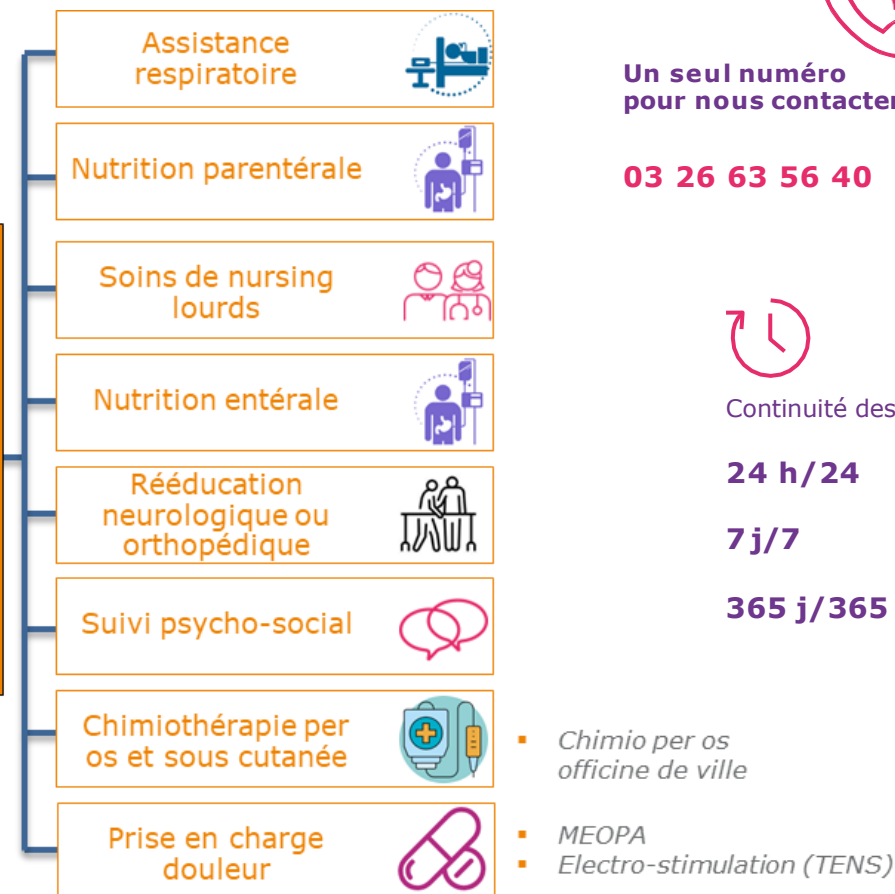 Assistance
respiratoire
Nutrition parentérale
Soins de nursing
lourds
Nutrition entérale
Rééducation
neurologique ou
orthopédique
Suivi psycho-social
Chimiothérapie per
os et sous cutanée
▪ Chimio per os
officine de ville
Prise en charge
douleur
▪ MEOPA
▪ Electro-stimulation (TENS)
Un seul numéro
pour nous contacter
03 26 63 56 40
Continuité des
24 h/24
7 j/7
365 j/365